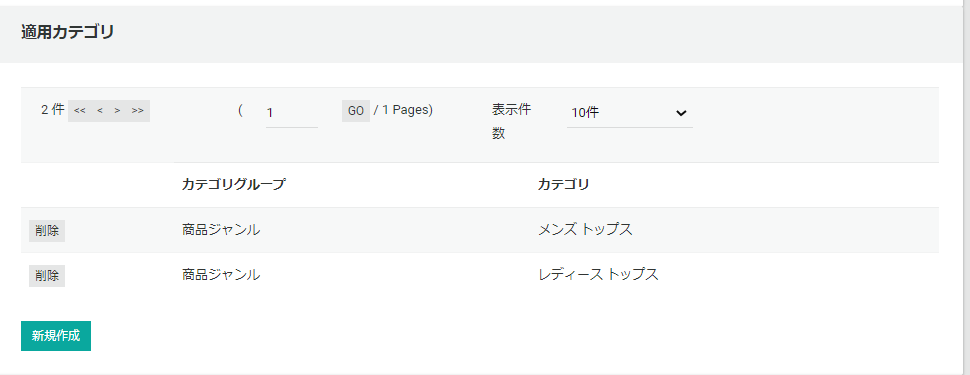 適用カテゴリ
2 件 << < > >> ( 1 GO / 1 Pages) 表示件数 10件
カテゴリグループ カテゴリ
削除 商品ジャンル メンズ トップス
削除 商品ジャンル レディース トップス
新規作成